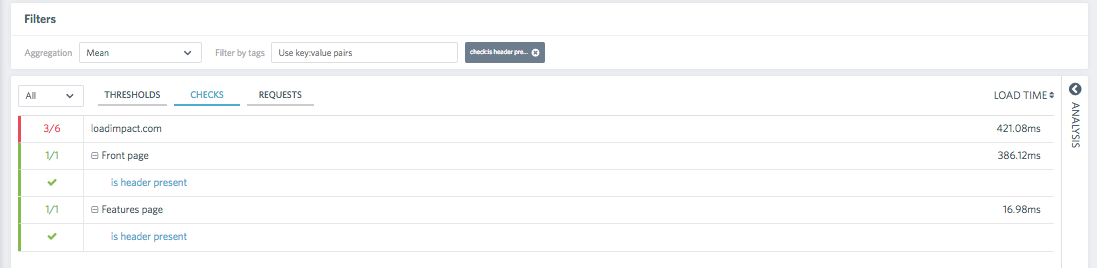 Filters
Aggregation Mean Filter by tags Use key:value pairs check:is header pre...
All THRESHOLDS CHECKS REQUESTS LOAD TIME
ANALYSIS
3/6 loadimpact.com 421.08ms
1/1 Front page 386.12ms
is header present
1/1 Features page 16.98ms
is header present